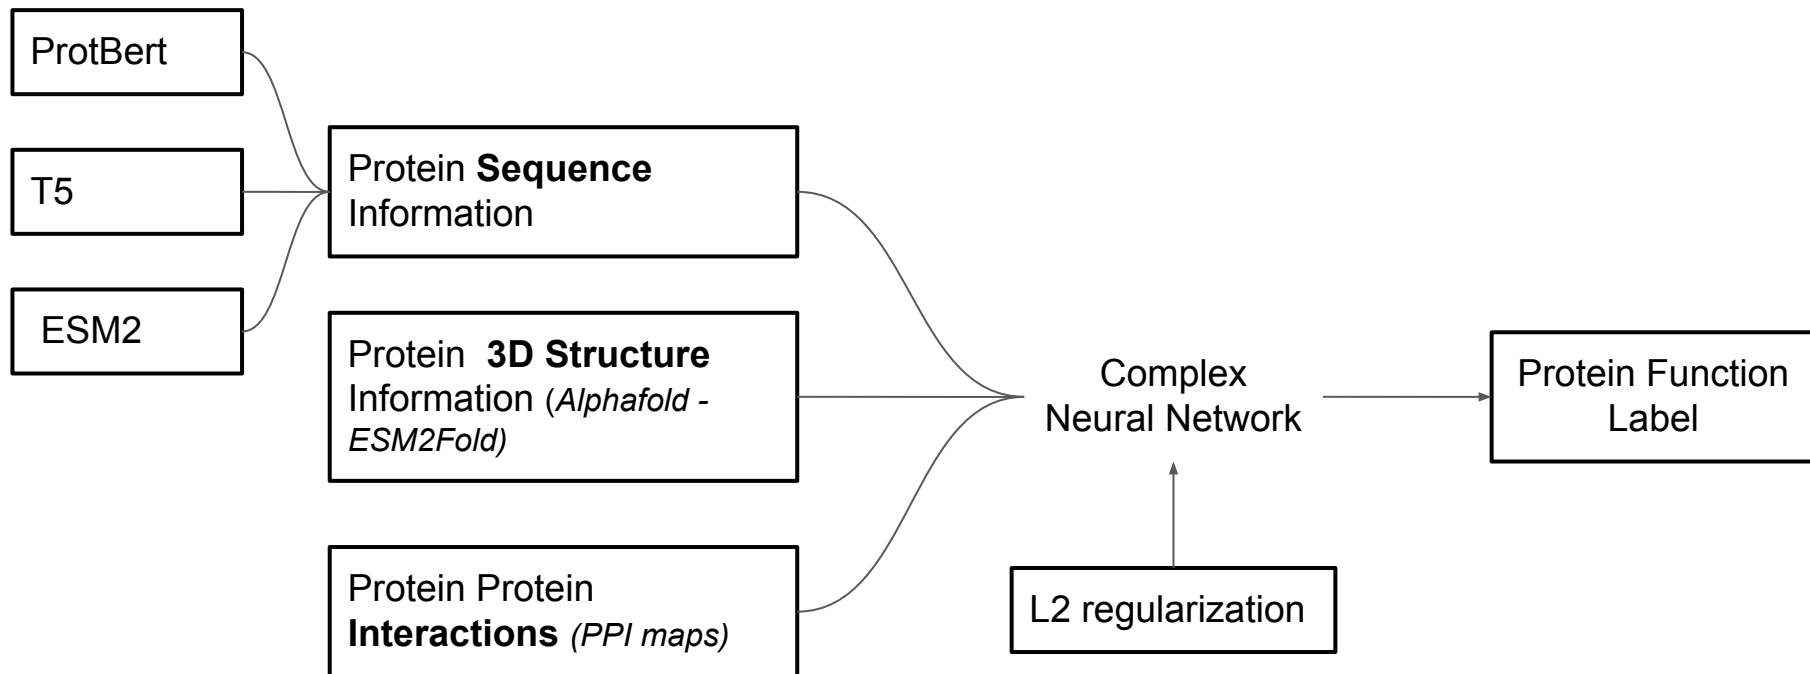 ProtBert
T5
ESM2
Protein Sequence
Information
Protein 3D Structure
Information (Alphafold -
ESM2Fold)
Protein Protein
Interactions (PPI maps)
Complex
Neural Network
L2 regularization
Protein Function
Label